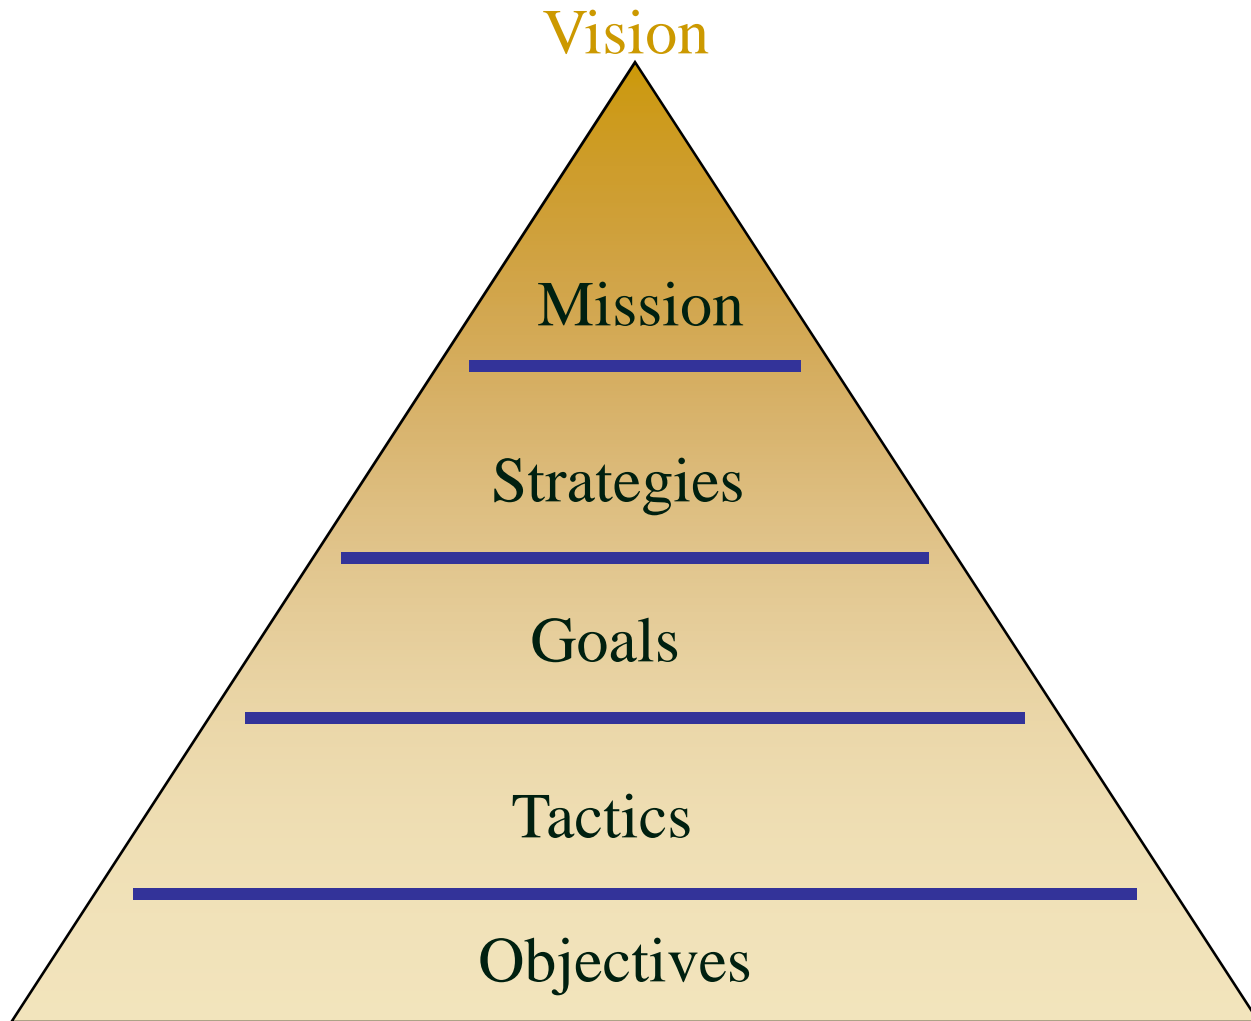 Vision
Mission
Strategies
Goals
Tactics
Objectives